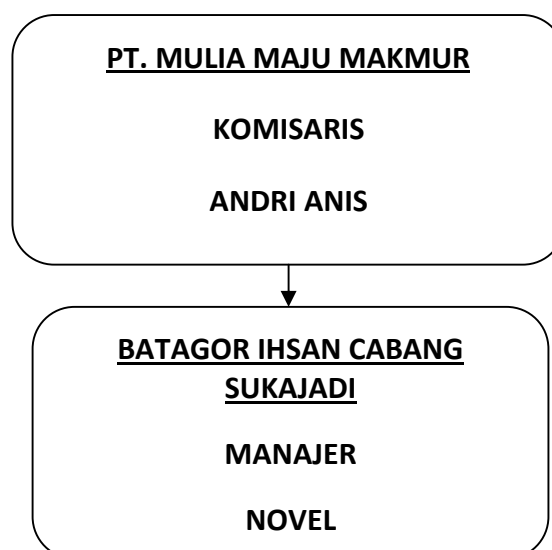 PT. MULIA MAJU MAKMUR
KOMISARIS
ANDRI ANIS
BATAGOR IHSAN CABANG
SUKAJADI
MANAJER
NOVEL